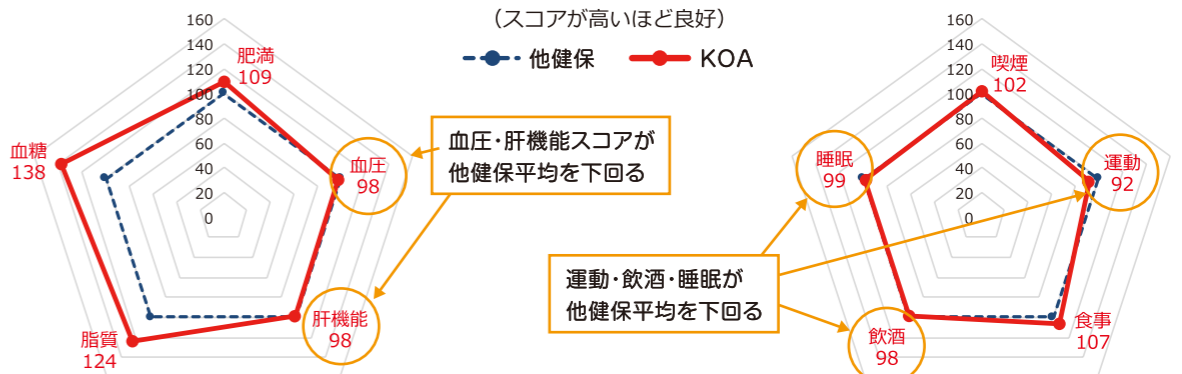 (スコアが高いほど良好)
他健保 KOA
160
140
120
100
80
60
40
20
0
肥満
109
血圧
98
肝機能
98
脂質
124
血糖
138
血圧・肝機能スコアが
他健保平均を下回る
160
140
120
100
80
60
40
20
0
喫煙
102
運動
92
食事
107
飲酒
98
睡眠
99
運動・飲酒・睡眠が
他健保平均を下回る